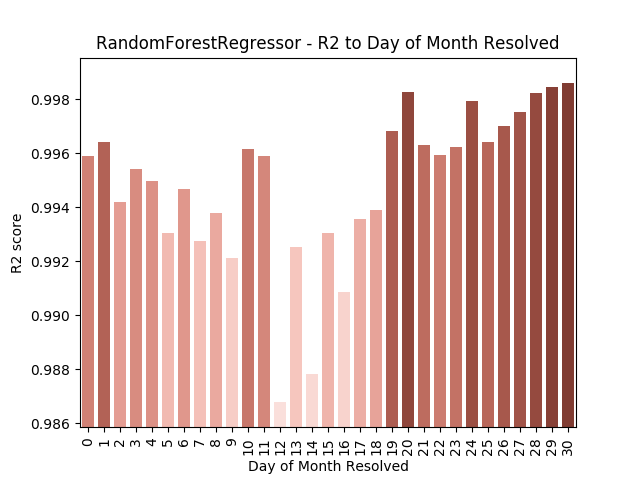 RandomForestRegressor - R2 to Day of Month Resolved
0.998
0.996
0.994
0.992
0.990
0.988
0.986
R2 score
0 1 2 3 4 5 6 7 8 9 10 11 12 13 14 15 16 17 18 19 20 21 22 23 24 25 26 27 28 29 30
Day of Month Resolved